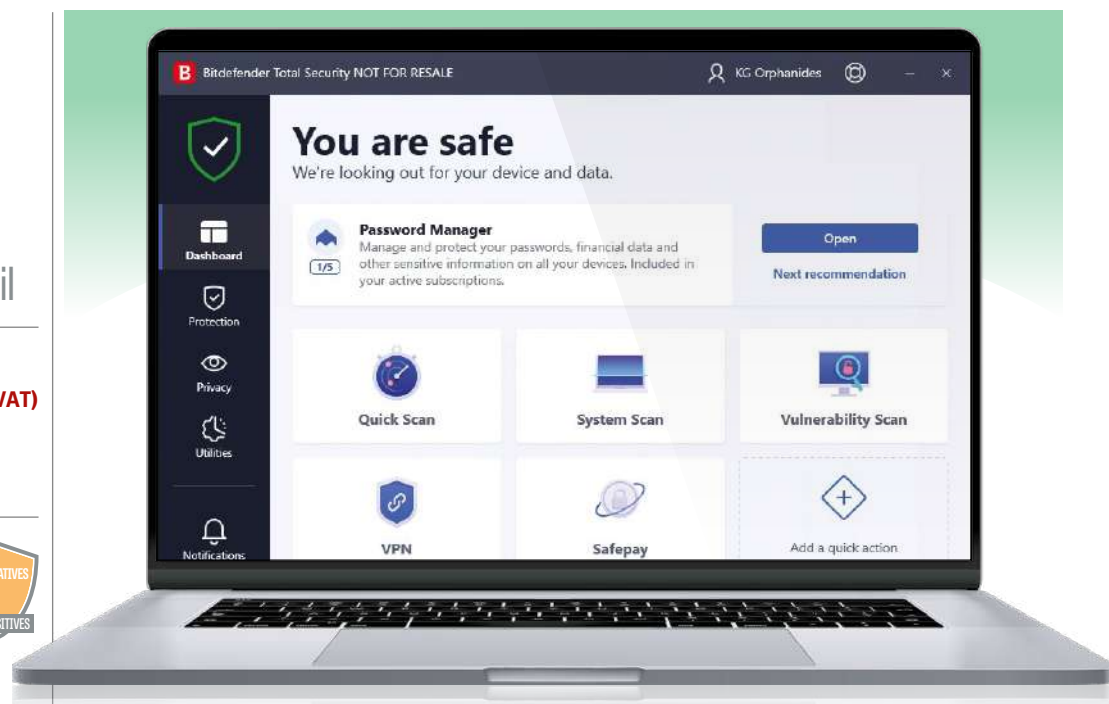 B Bitdefender Total Security NOT FOR RESALE
KG Orphanides
You are safe
We're looking out for your device and data.
Dashboard
Password Manager
Manage and protect your passwords, financial data and
other sensitive information on all your devices. Included in
your active subscriptions.
1/5
Open
Next recommendation
Protection
Privacy
Utilities
Notifications
Quick Scan
System Scan
Vulnerability Scan
VPN
Safepay
Add a quick action
il
VAT)
ATIVES
SITIVES